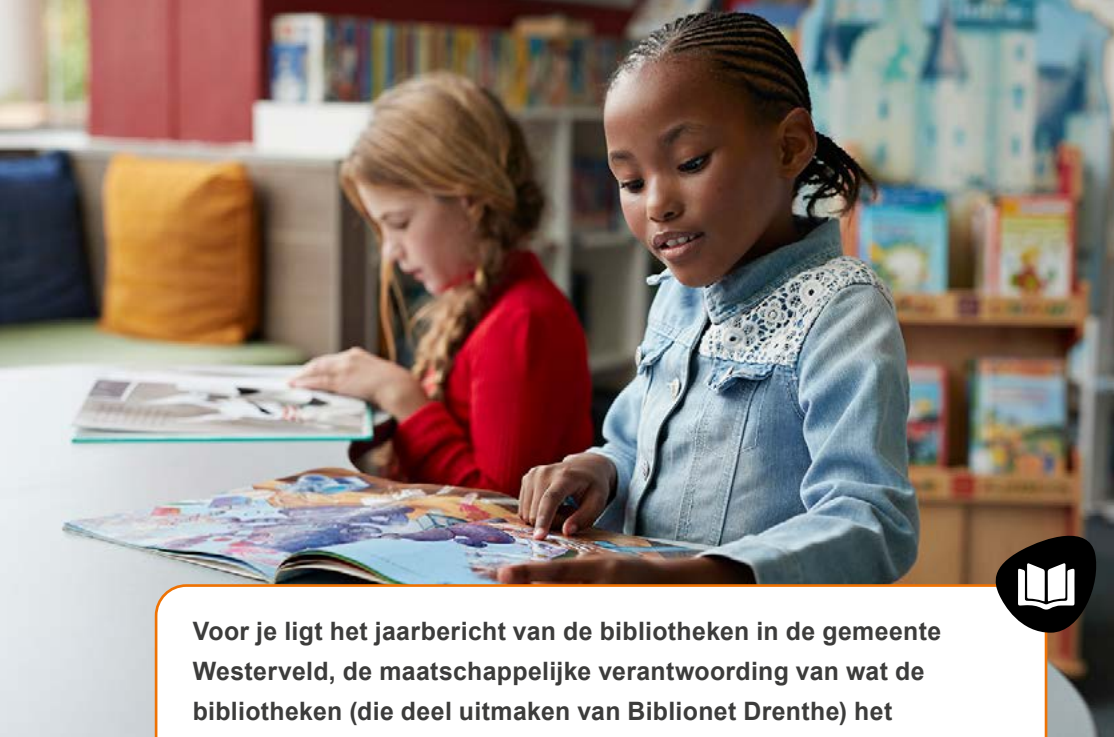 Voor je ligt het jaarbericht van de bibliotheken in de gemeente
Westerveld, de maatschappelijke verantwoording van wat de
bibliotheken (die deel uitmaken van Biblionet Drenthe) het